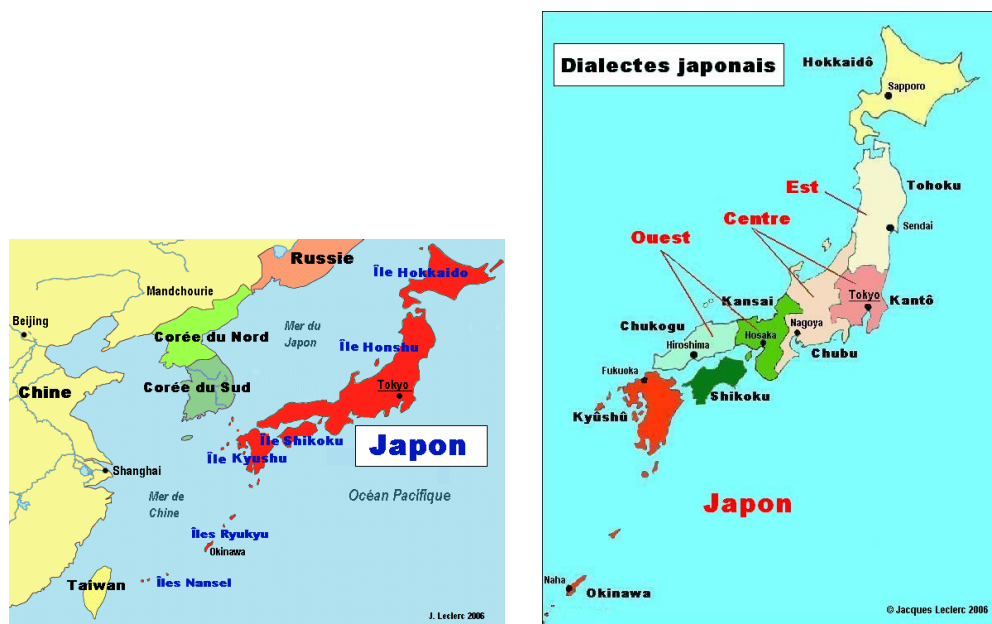 Russie
Île Hokkaido
Mandchourie
Beijing
Mer du
Japon
Corée du Nord
Île Honshu
Chine
Corée du Sud
Tokyo
Île Shikoku
Japon
Île Kyushu
Shanghai
Mer de
Chine
Océan Pacifique
Îles Ryukyu
Okinawa
Taiwan
Îles Nansel
J. Leclerc 2006
Dialectes japonais
Hokkaidô
Sapporo
Est
Tohoku
Centre
Sendai
Ouest
Kansai
Tokyo
Kantô
Chukogu
Nagoya
Hosaka
Hiroshima
Chubu
Fukuoka
Shikoku
Kyûshû
Japon
Naha
Okinawa
© Jacques Leclerc 2006